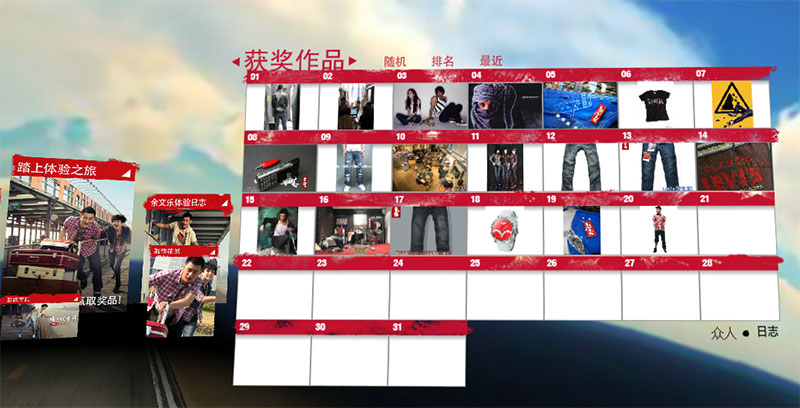 获奖作品
随机 排名 最近
01 02 03 04 05 06 07
08 09 10 11 12 13 14
15 16 17 18 19 20 21
22 23 24 25 26 27 28
29 30 31
踏上体验之旅
赢取奖品!
余文乐体验日志
众人 ● 日志